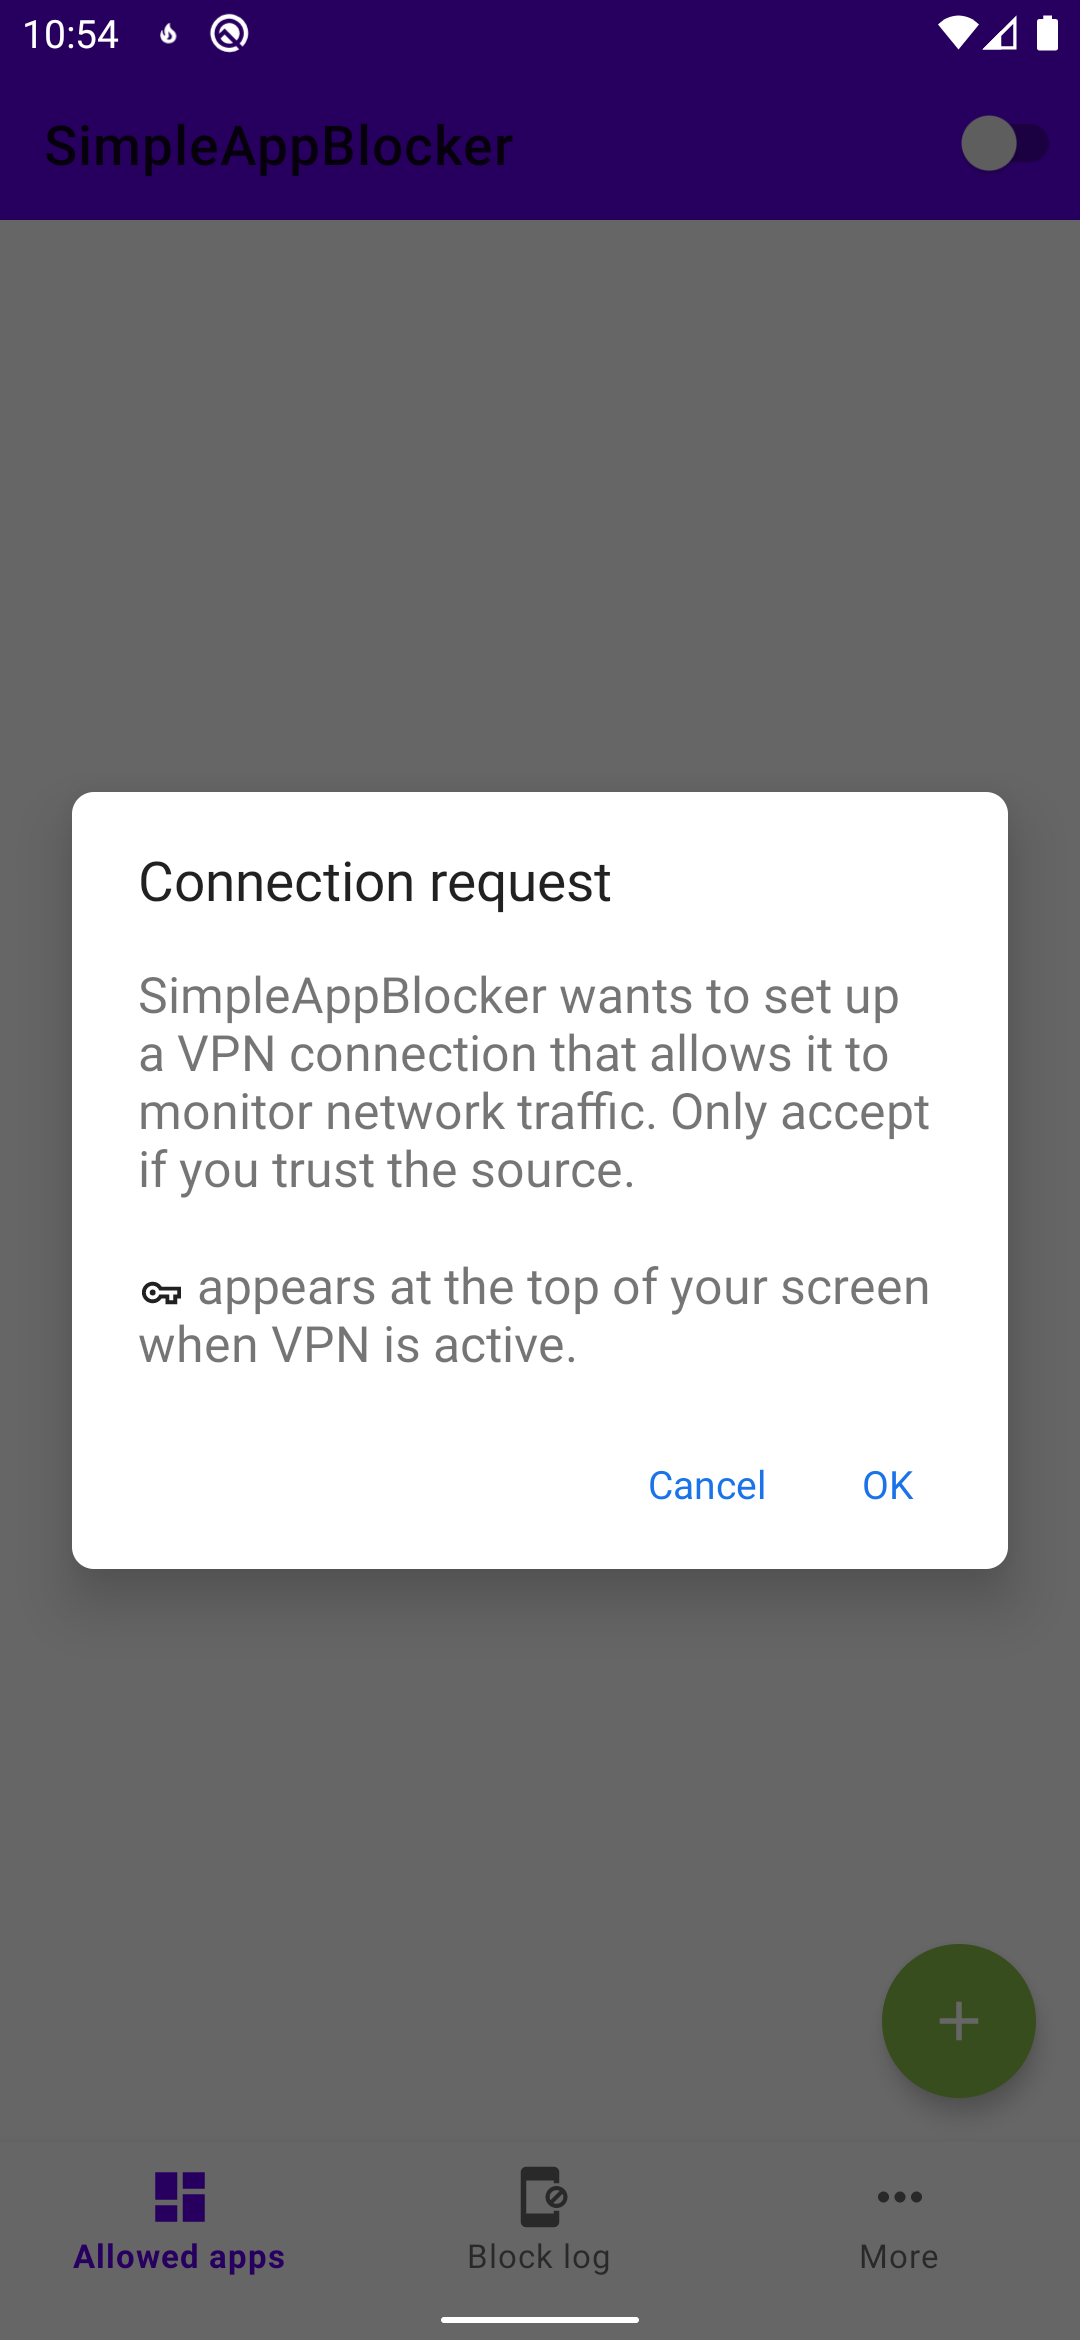 10:54
SimpleAppBlocker
Connection request
SimpleAppBlocker wants to set up
a VPN connection that allows it to
monitor network traffic. Only accept
if you trust the source.
appears at the top of your screen
when VPN is active.
Cancel OK
Allowed apps Block log More